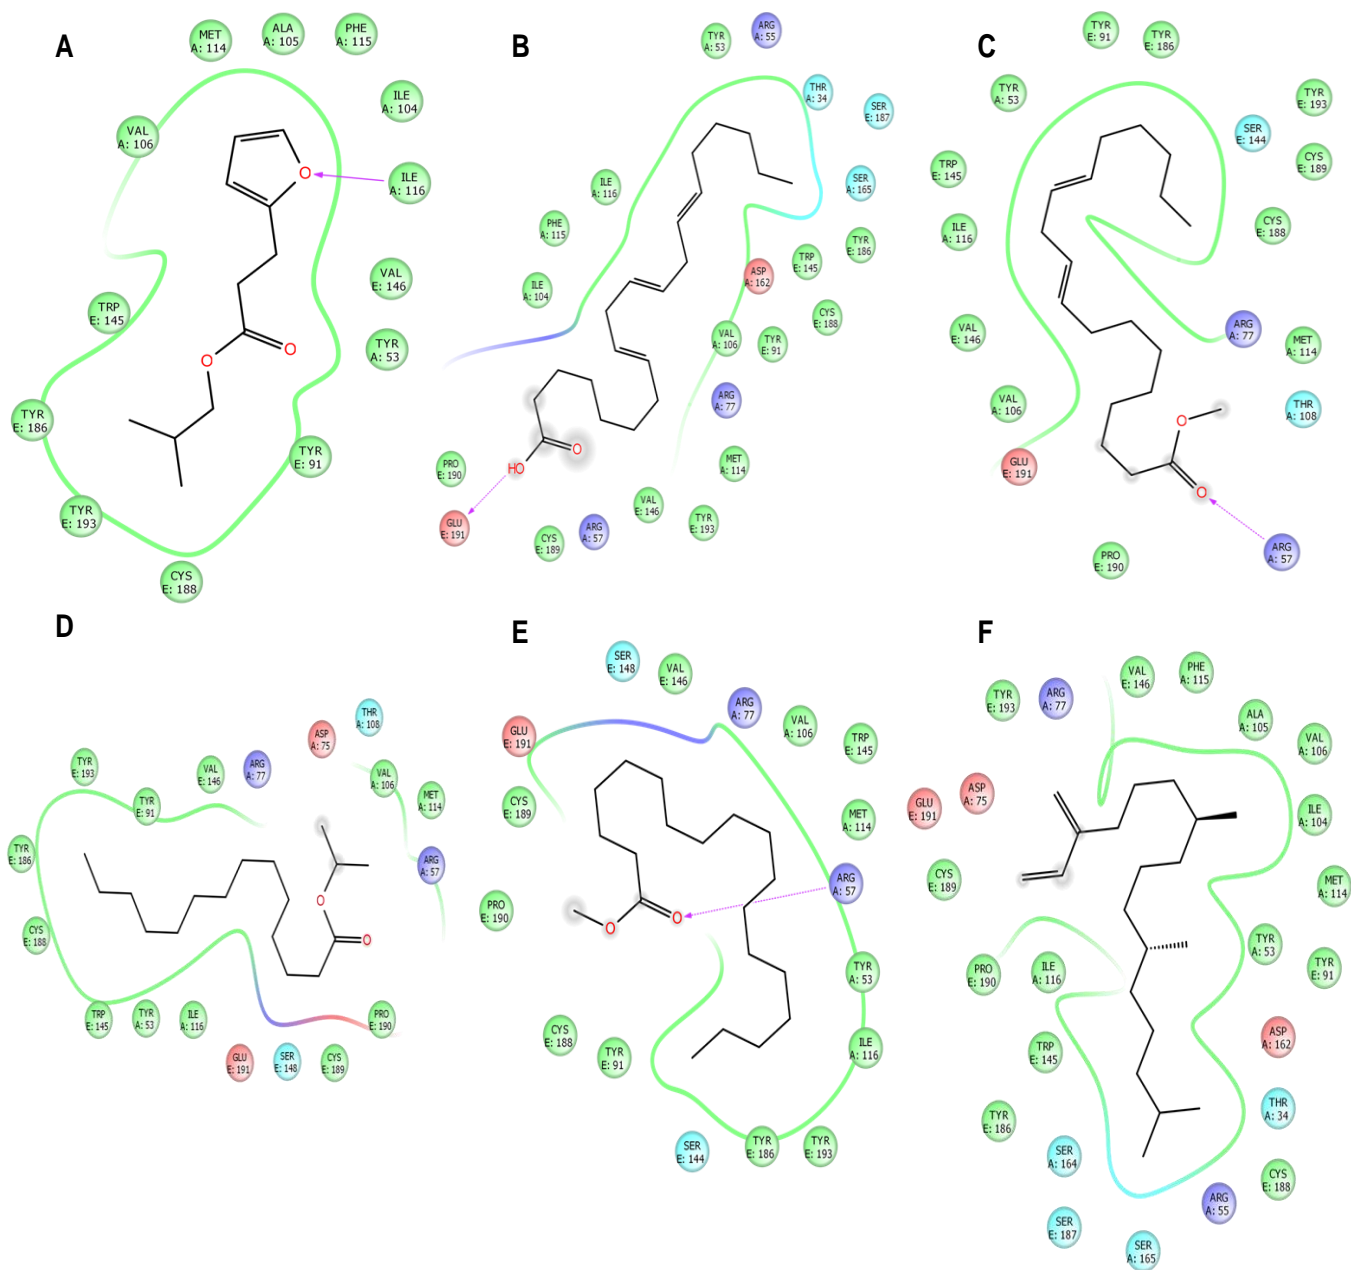 A
MET
A: 114
ALA
A: 105
PHE
A: 115
ILE
A: 104
VAL
A: 106
O
ILE
A: 116
VAL
E: 146
TRP
E: 145
TYR
A: 53
O
O
TYR
E: 186
TYR
E: 91
TYR
E: 193
CYS
E: 188
B
TYR
A: 53
ARG
A: 55
THR
A: 34
SER
E: 187
ILE
A: 116
SER
A: 165
PHE
A: 115
TYR
E: 186
TRP
E: 145
ASP
A: 162
ILE
A: 104
CYS
E: 188
VAL
A: 106
TYR
E: 91
ARG
A: 77
O
HO
PRO
E: 190
MET
A: 114
VAL
E: 146
TYR
E: 193
GLU
E: 191
ARG
A: 57
CYS
E: 189
C
TYR
E: 91
TYR
E: 186
TYR
A: 53
TYR
E: 193
SER
E: 144
CYS
E: 189
TRP
E: 145
ILE
A: 116
CYS
E: 188
VAL
E: 146
ARG
A: 77
MET
A: 114
VAL
A: 106
THR
A: 108
O
GLU
E: 191
O
PRO
E: 190
ARG
A: 57
D
THR
A: 108
ASP
A: 75
TYR
E: 193
VAL
E: 146
ARG
A: 77
VAL
A: 106
MET
A: 114
TYR
E: 91
TYR
E: 186
ARG
A: 57
O
CYS
E: 188
O
TRP
E: 145
TYR
A: 53
ILE
A: 116
PRO
E: 190
GLU
E: 191
SER
E: 148
CYS
E: 189
E
SER
E: 148
VAL
E: 146
ARG
A: 77
GLU
E: 191
VAL
A: 106
TRP
E: 145
CYS
E: 189
MET
A: 114
ARG
A: 57
PRO
E: 190
O
O
TYR
A: 53
CYS
E: 188
TYR
E: 91
ILE
A: 116
SER
E: 144
TYR
E: 186
TYR
E: 193
F
TYR
E: 193
ARG
A: 77
VAL
E: 146
PHE
A: 115
ALA
A: 105
VAL
A: 106
GLU
E: 191
ASP
A: 75
ILE
A: 104
CYS
E: 189
MET
A: 114
TYR
A: 53
TYR
E: 91
PRO
E: 190
ILE
A: 116
ASP
A: 162
TRP
E: 145
THR
A: 34
TYR
E: 186
SER
A: 164
CYS
E: 188
ARG
A: 55
SER
E: 187
SER
A: 165